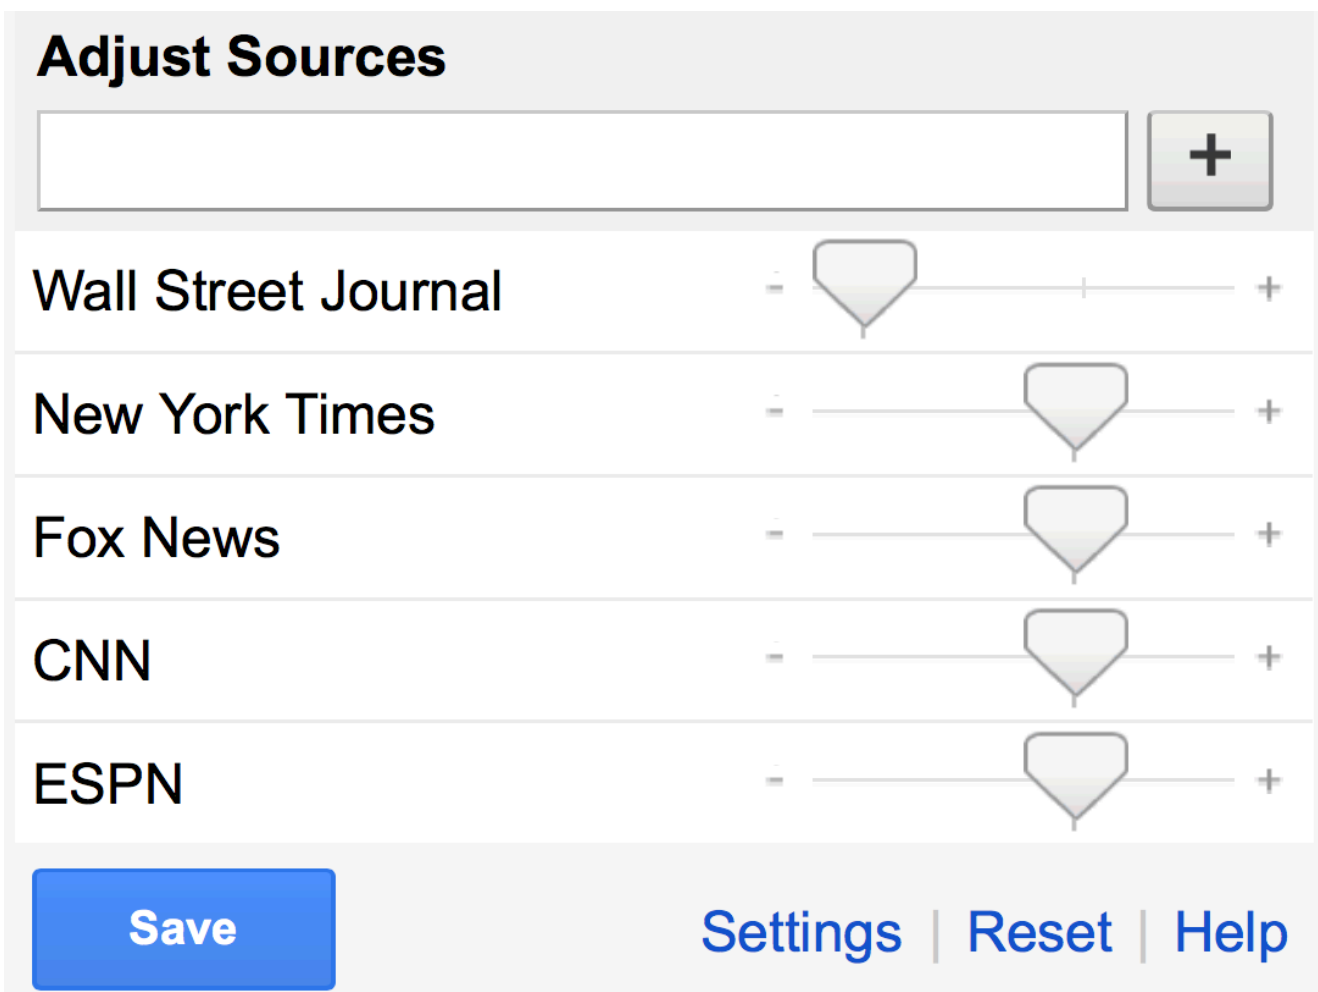 Adjust Sources
+
Wall Street Journal - +
New York Times - +
Fox News - +
CNN - +
ESPN - +
Save Settings | Reset | Help